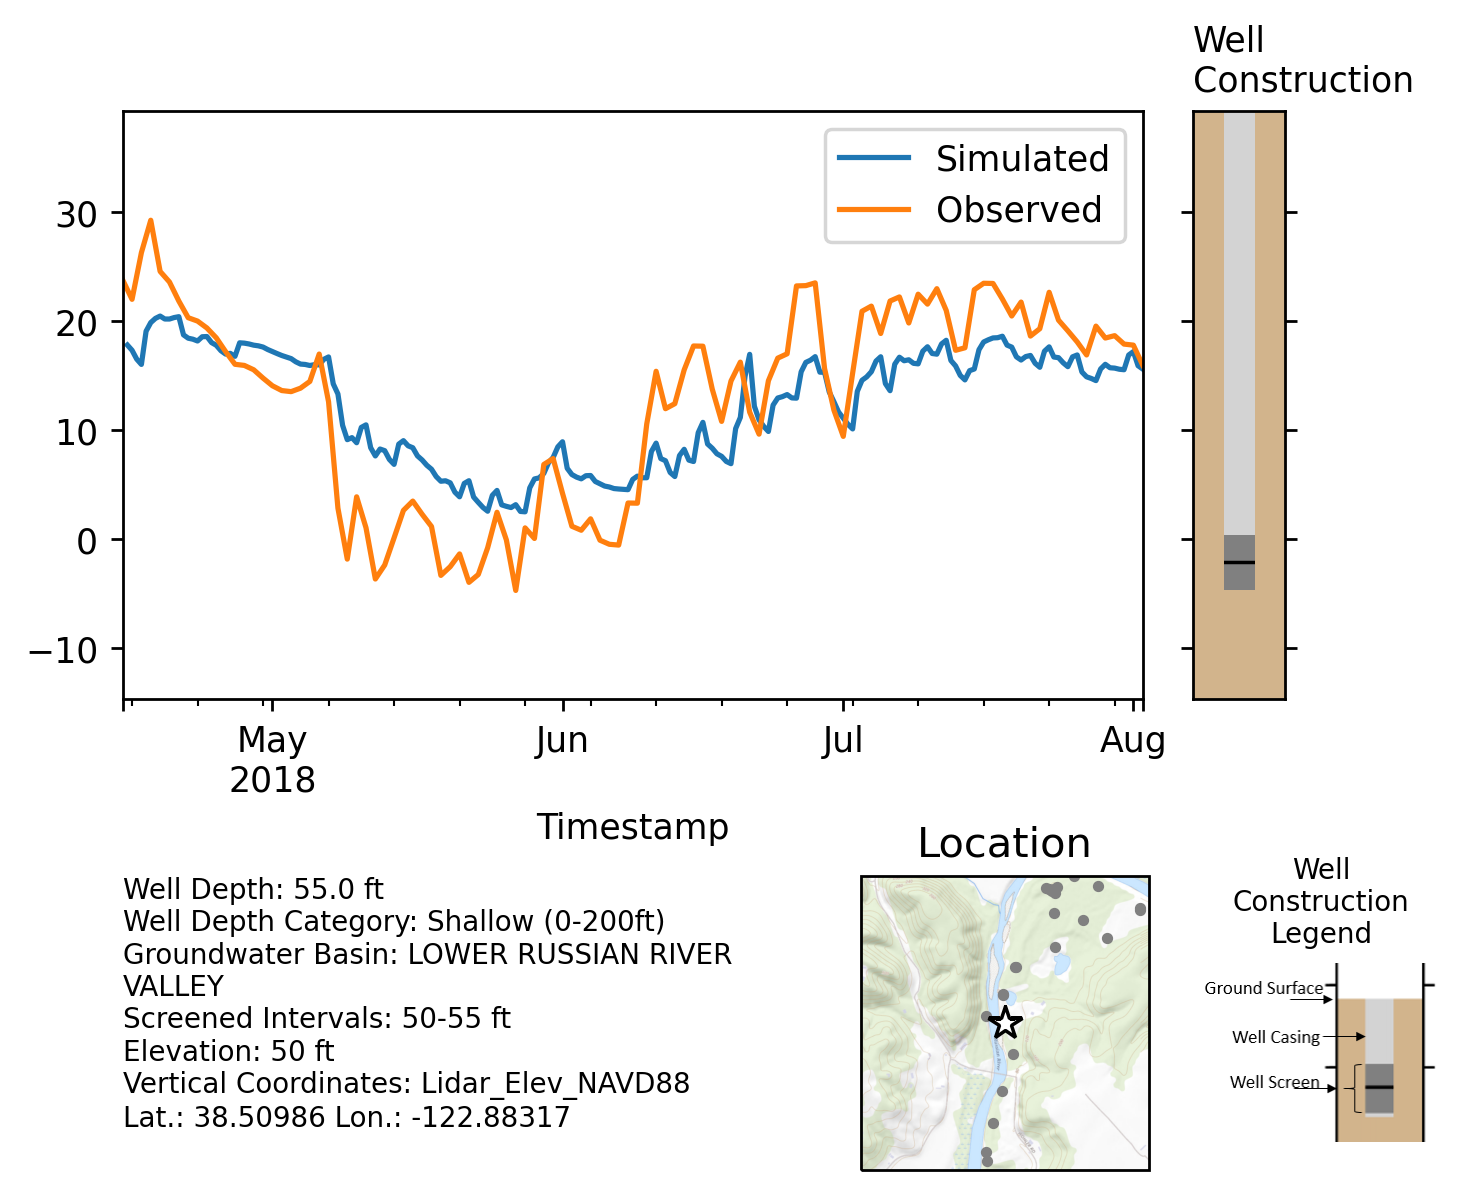 Well
Construction
Simulated
Observed
30
20
10
0
−10
May
2018
Jun
Jul
Aug
Timestamp
Well Depth: 55.0 ft
Well Depth Category: Shallow (0-200ft)
Groundwater Basin: LOWER RUSSIAN RIVER
VALLEY
Screened Intervals: 50-55 ft
Elevation: 50 ft
Vertical Coordinates: Lidar_Elev_NAVD88
Lat.: 38.50986 Lon.: -122.88317
Location
Well
Construction
Legend
Ground Surface
Well Casing
Well Screen